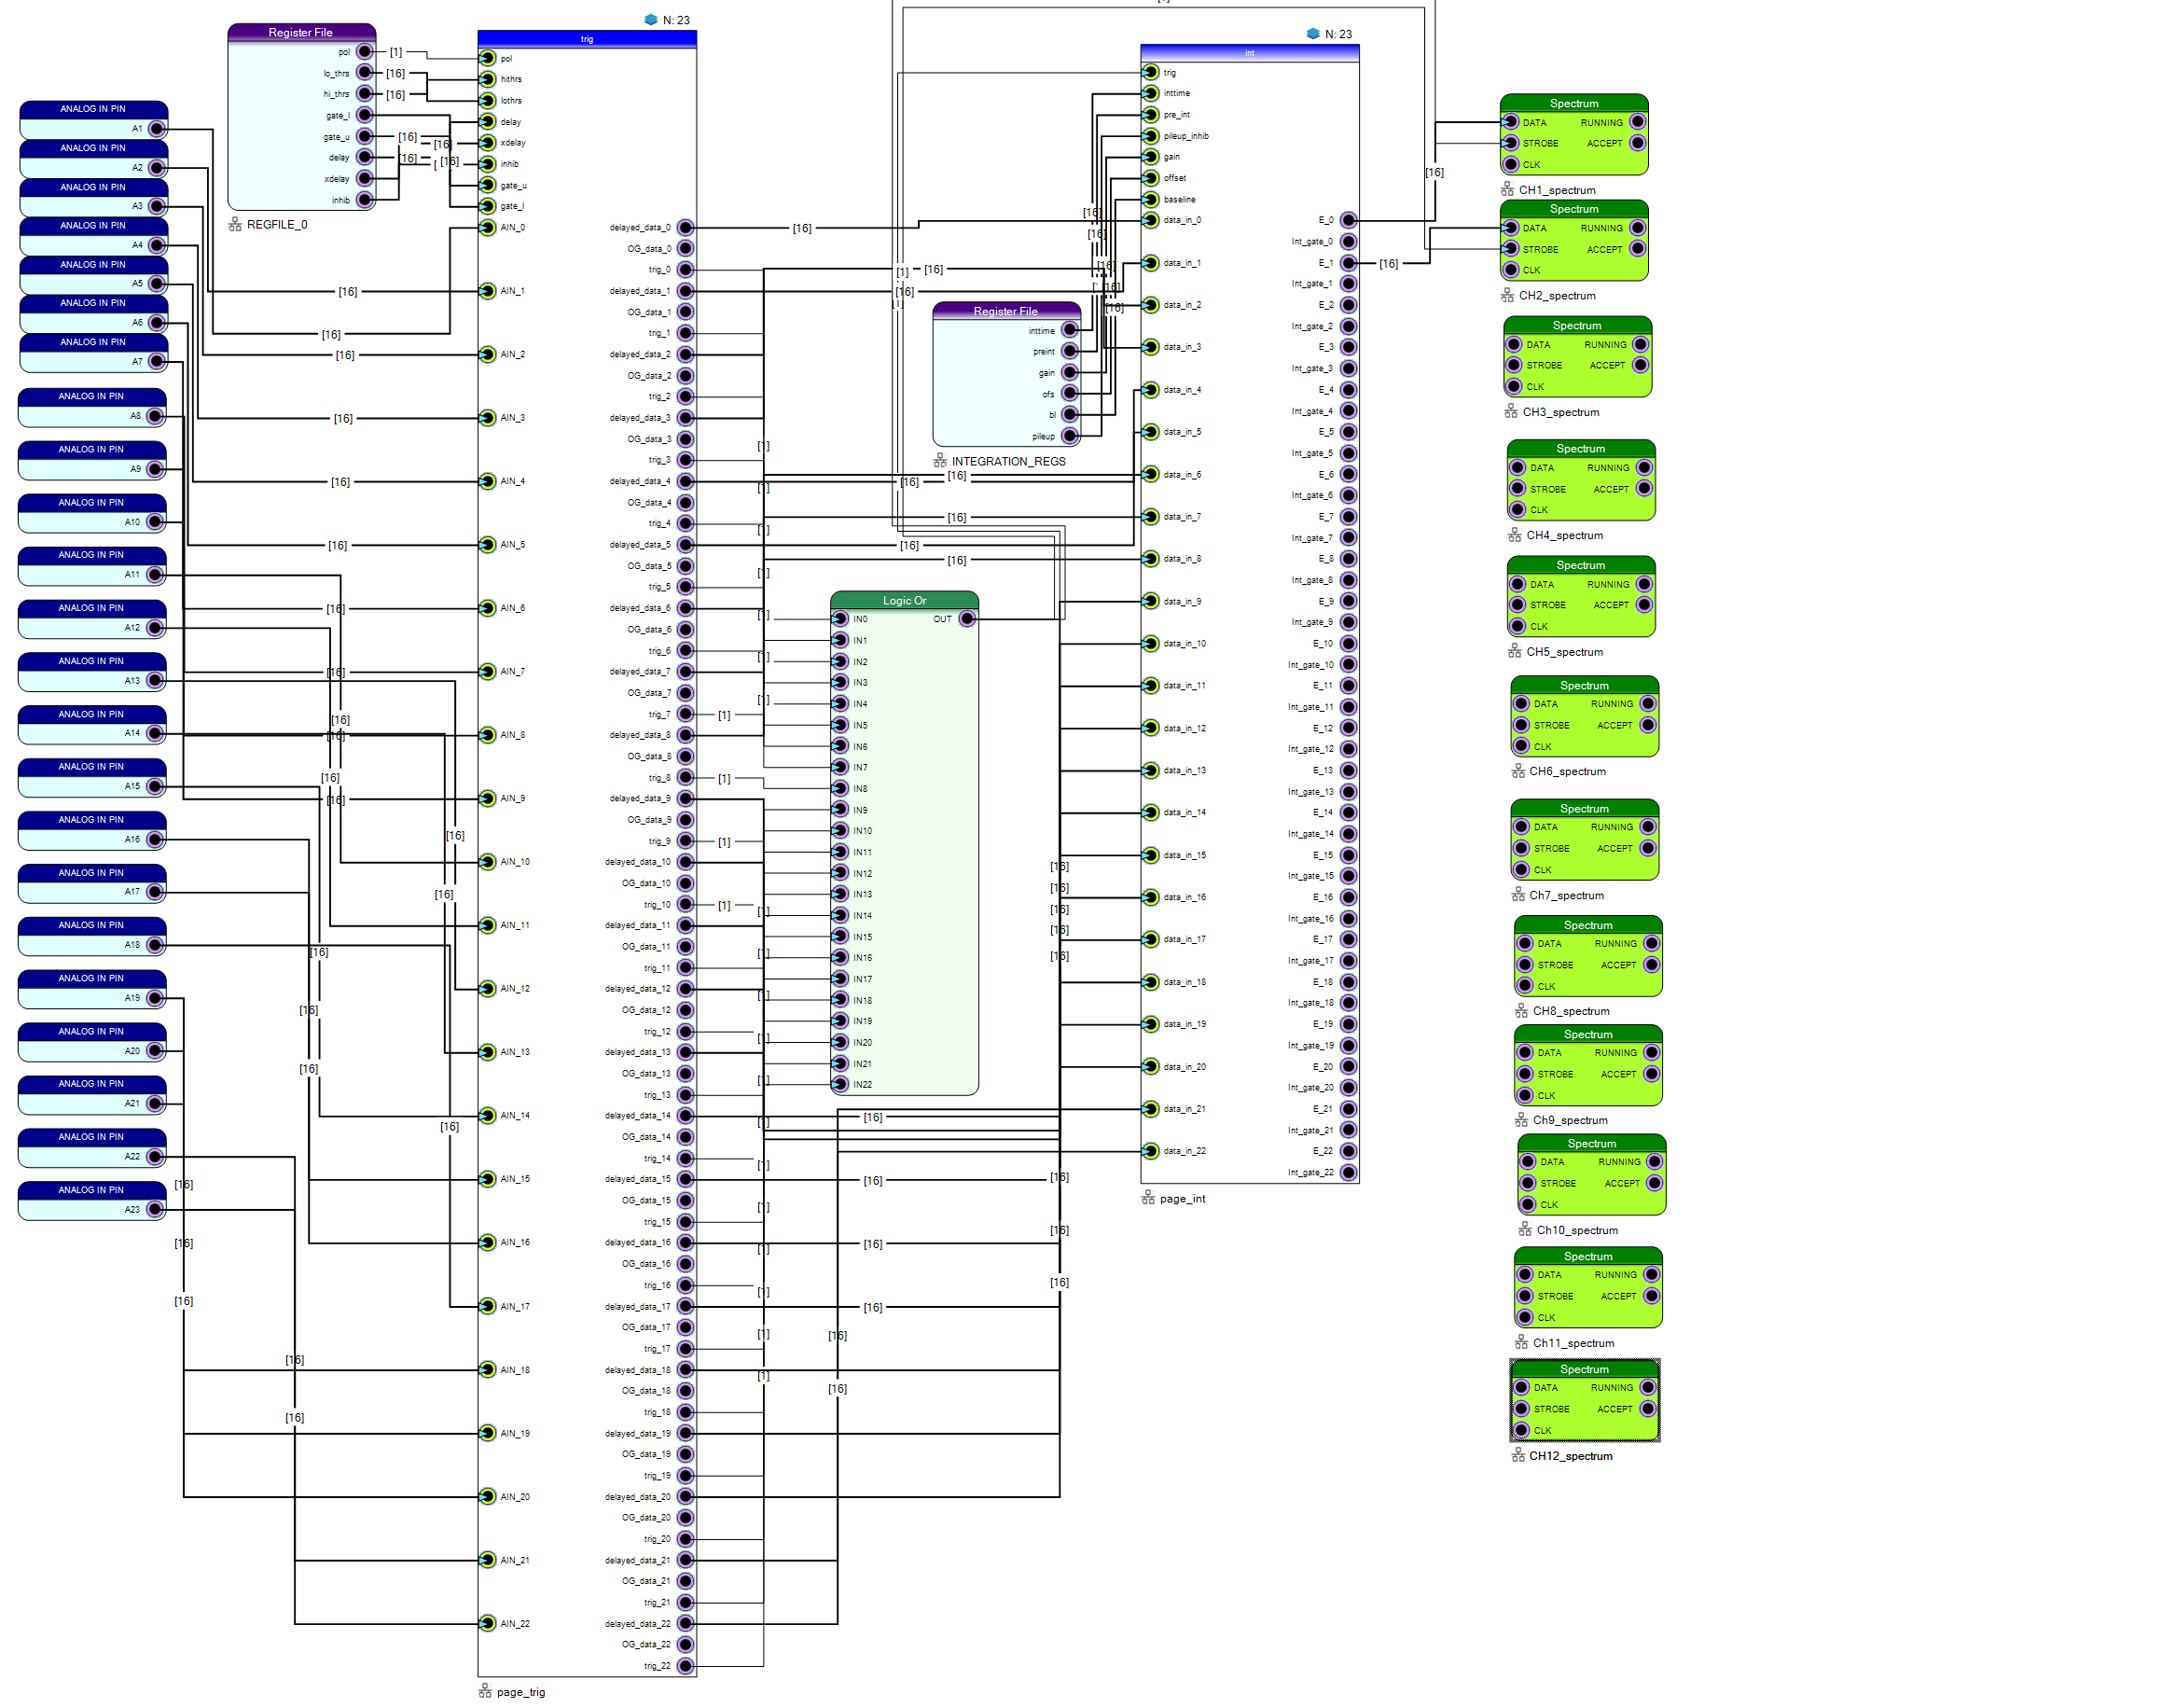 N: 23
N: 23
Register File
pol
lo_thrs
hi_thrs
gate_l
gate_u
delay
xdelay
inhib
REGFILE_0
[1]
[16]
[16]
[16]
[16]
[16]
ANALOG IN PIN
A1
ANALOG IN PIN
A2
ANALOG IN PIN
A3
ANALOG IN PIN
A4
ANALOG IN PIN
A5
ANALOG IN PIN
A6
ANALOG IN PIN
A7
ANALOG IN PIN
A8
ANALOG IN PIN
A9
ANALOG IN PIN
A10
ANALOG IN PIN
A11
ANALOG IN PIN
A12
ANALOG IN PIN
A13
ANALOG IN PIN
A14
ANALOG IN PIN
A15
ANALOG IN PIN
A16
ANALOG IN PIN
A17
ANALOG IN PIN
A18
ANALOG IN PIN
A19
ANALOG IN PIN
A20
ANALOG IN PIN
A21
ANALOG IN PIN
A22
ANALOG IN PIN
A23
trig
pol
hithrs
lothrs
delay
xdelay
inhib
gate_u
gate_l
AIN_0
AIN_1
AIN_2
AIN_3
AIN_4
AIN_5
AIN_6
AIN_7
AIN_8
AIN_9
AIN_10
AIN_11
AIN_12
AIN_13
AIN_14
AIN_15
AIN_16
AIN_17
AIN_18
AIN_19
AIN_20
AIN_21
AIN_22
delayed_data_0
OG_data_0
trig_0
delayed_data_1
OG_data_1
trig_1
delayed_data_2
OG_data_2
trig_2
delayed_data_3
OG_data_3
trig_3
delayed_data_4
OG_data_4
trig_4
delayed_data_5
OG_data_5
trig_5
delayed_data_6
OG_data_6
trig_6
delayed_data_7
OG_data_7
trig_7
delayed_data_8
OG_data_8
trig_8
delayed_data_9
OG_data_9
trig_9
delayed_data_10
OG_data_10
trig_10
delayed_data_11
OG_data_11
trig_11
delayed_data_12
OG_data_12
trig_12
delayed_data_13
OG_data_13
trig_13
delayed_data_14
OG_data_14
trig_14
delayed_data_15
OG_data_15
trig_15
delayed_data_16
OG_data_16
trig_16
delayed_data_17
OG_data_17
trig_17
delayed_data_18
OG_data_18
trig_18
delayed_data_19
OG_data_19
trig_19
delayed_data_20
OG_data_20
trig_20
delayed_data_21
OG_data_21
trig_21
delayed_data_22
OG_data_22
trig_22
page_trig
Register File
inttime
preint
gain
ofs
bl
pileup
INTEGRATION_REGS
Logic Or
IN0 OUT
IN1
IN2
IN3
IN4
IN5
IN6
IN7
IN8
IN9
IN10
IN11
IN12
IN13
IN14
IN15
IN16
IN17
IN18
IN19
IN20
IN21
IN22
int
trig
inttime
pre_int
pileup_inhib
gain
offset
baseline
data_in_0
data_in_1
data_in_2
data_in_3
data_in_4
data_in_5
data_in_6
data_in_7
data_in_8
data_in_9
data_in_10
data_in_11
data_in_12
data_in_13
data_in_14
data_in_15
data_in_16
data_in_17
data_in_18
data_in_19
data_in_20
data_in_21
data_in_22
E_0
Int_gate_0
E_1
Int_gate_1
E_2
Int_gate_2
E_3
Int_gate_3
E_4
Int_gate_4
E_5
Int_gate_5
E_6
Int_gate_6
E_7
Int_gate_7
E_8
Int_gate_8
E_9
Int_gate_9
E_10
Int_gate_10
E_11
Int_gate_11
E_12
Int_gate_12
E_13
Int_gate_13
E_14
Int_gate_14
E_15
Int_gate_15
E_16
Int_gate_16
E_17
Int_gate_17
E_18
Int_gate_18
E_19
Int_gate_19
E_20
Int_gate_20
E_21
Int_gate_21
E_22
Int_gate_22
page_int
[16]
[16]
Spectrum
DATA RUNNING
STROBE ACCEPT
CLK
CH1_spectrum
Spectrum
DATA RUNNING
STROBE ACCEPT
CLK
CH2_spectrum
Spectrum
DATA RUNNING
STROBE ACCEPT
CLK
CH3_spectrum
Spectrum
DATA RUNNING
STROBE ACCEPT
CLK
CH4_spectrum
Spectrum
DATA RUNNING
STROBE ACCEPT
CLK
CH5_spectrum
Spectrum
DATA RUNNING
STROBE ACCEPT
CLK
CH6_spectrum
Spectrum
DATA RUNNING
STROBE ACCEPT
CLK
Ch7_spectrum
Spectrum
DATA RUNNING
STROBE ACCEPT
CLK
CH8_spectrum
Spectrum
DATA RUNNING
STROBE ACCEPT
CLK
Ch9_spectrum
Spectrum
DATA RUNNING
STROBE ACCEPT
CLK
Ch10_spectrum
Spectrum
DATA RUNNING
STROBE ACCEPT
CLK
Ch11_spectrum
Spectrum
DATA RUNNING
STROBE ACCEPT
CLK
CH12_spectrum